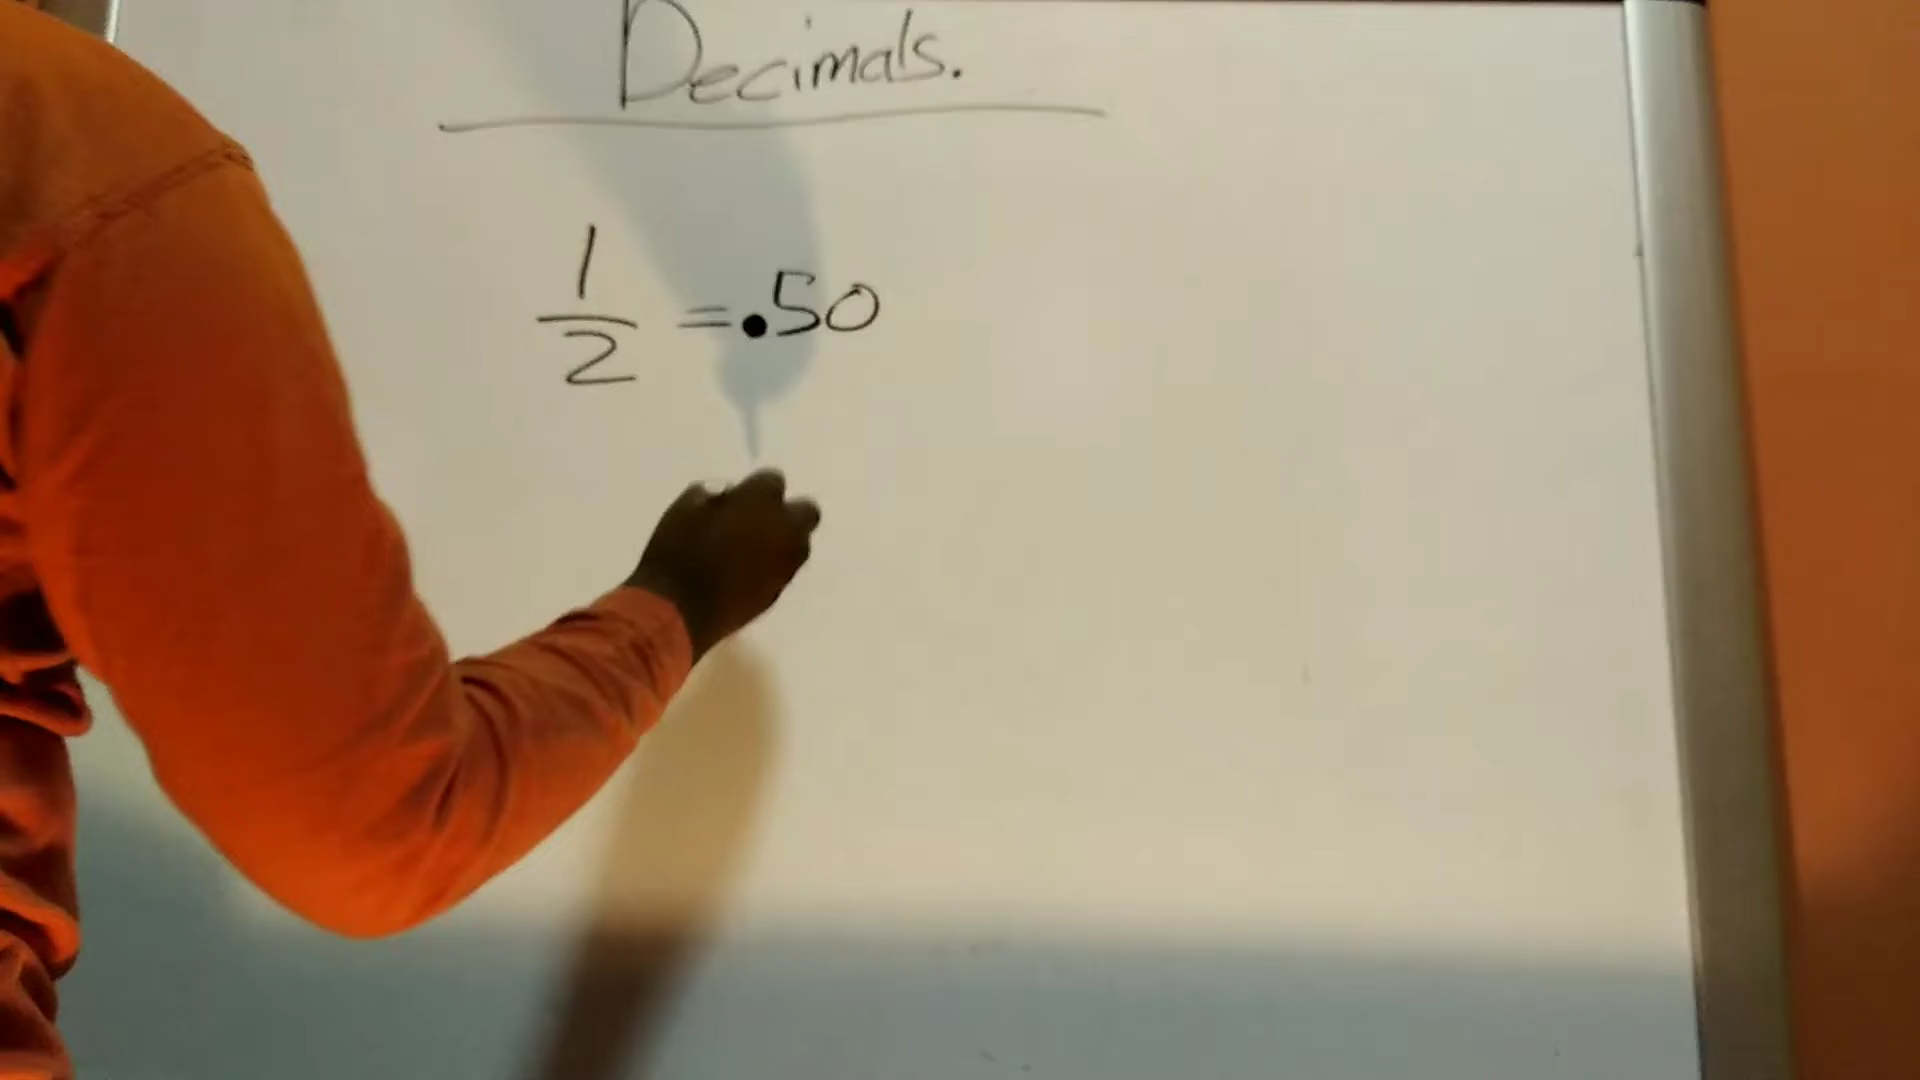 Decimals.
1/2 = .50